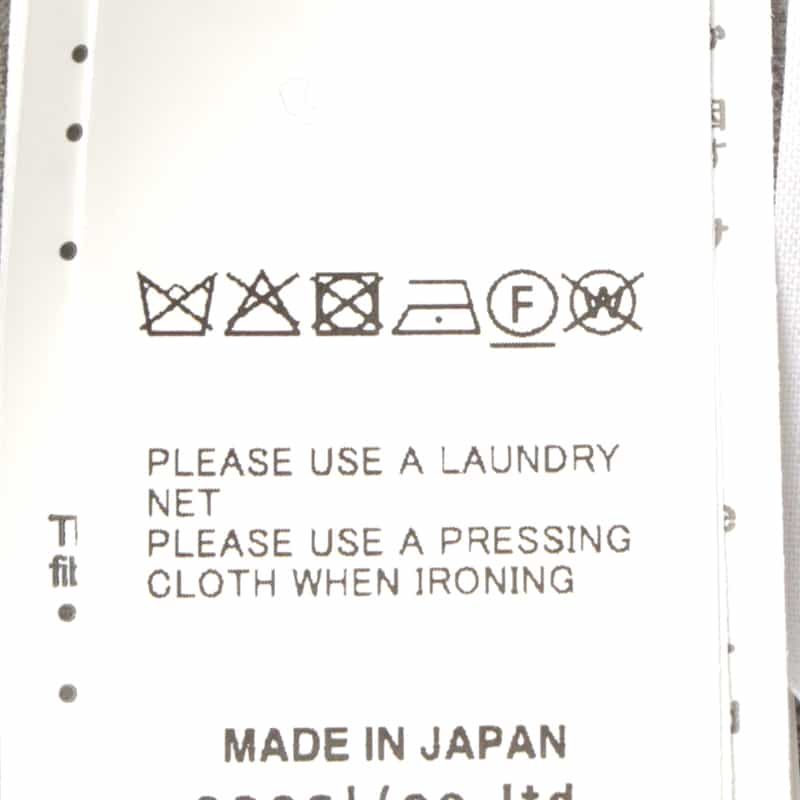 F W
PLEASE USE A LAUNDRY
NET
PLEASE USE A PRESSING
CLOTH WHEN IRONING
MADE IN JAPAN